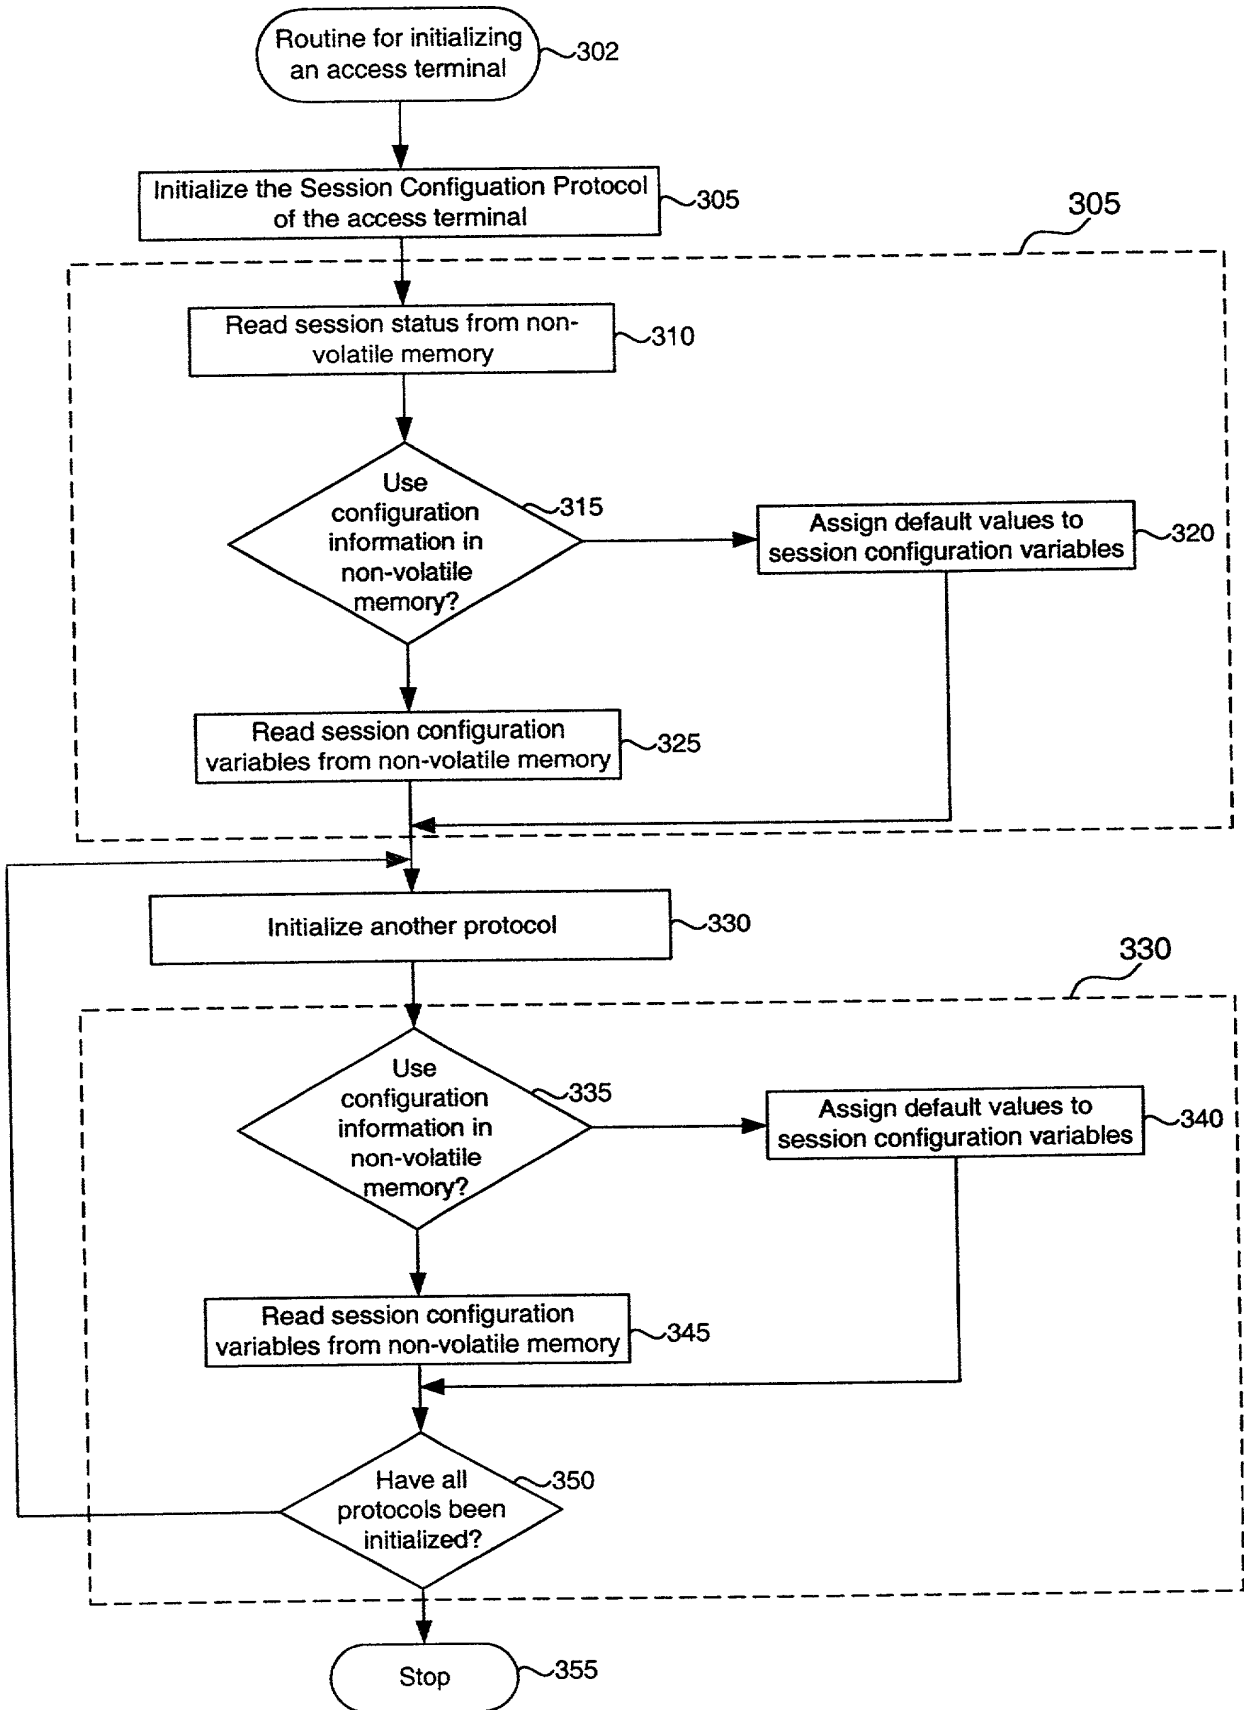 Routine for initializing
an access terminal
302
Initialize the Session Configuation Protocol
of the access terminal
305
305
Read session status from non-
volatile memory
310
Use
configuration
information in
non-volatile
memory?
315
Assign default values to
session configuration variables
320
Read session configuration
variables from non-volatile memory
325
Initialize another protocol
330
330
Use
configuration
information in
non-volatile
memory?
335
Assign default values to
session configuration variables
340
Read session configuration
variables from non-volatile memory
345
Have all
protocols been
initialized?
350
Stop
355